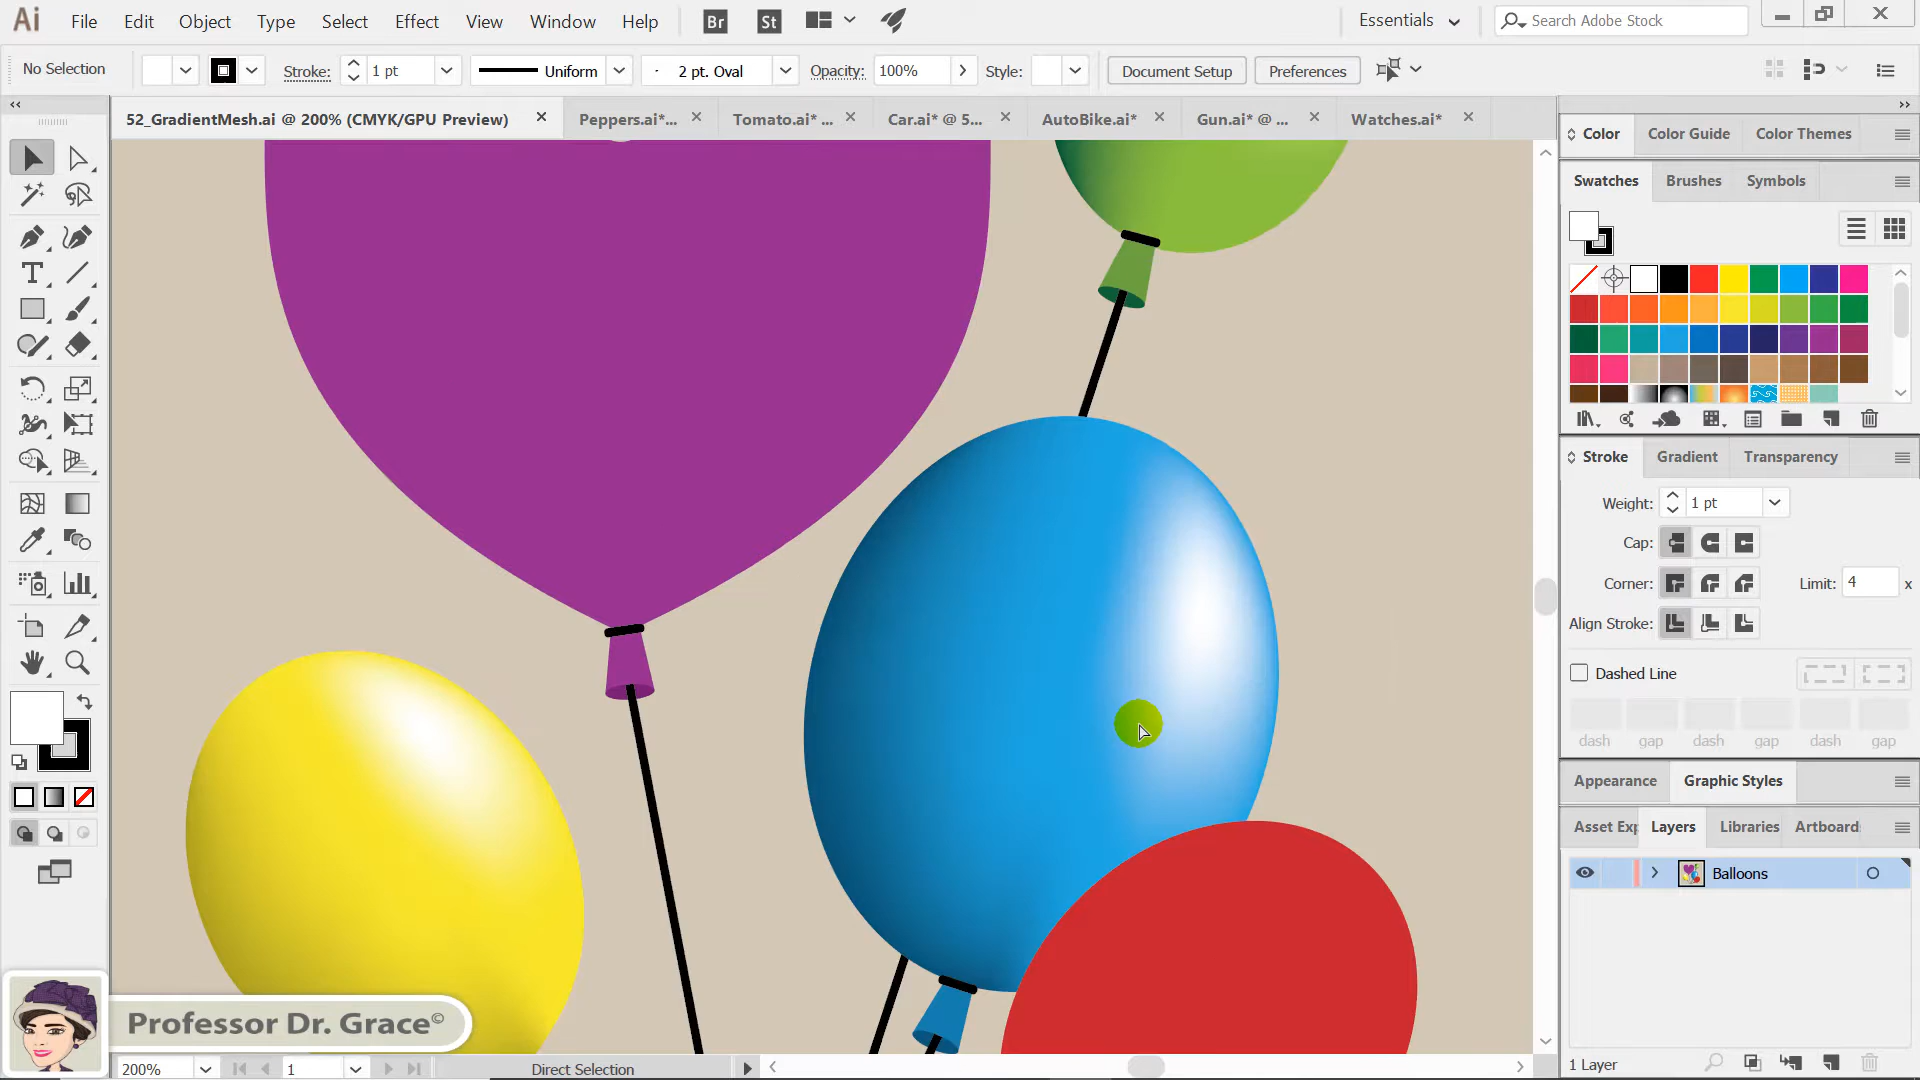 Ai File Edit Object Type Select Effect View Window Help Br St Essentials Search Adobe Stock
No Selection Stroke: 1 pt Uniform 2 pt. Oval Opacity: 100% Style: Document Setup Preferences
52_GradientMesh.ai @ 200% (CMYK/GPU Preview) Peppers.ai*... Tomato.ai* ... Car.ai* @ 5... AutoBike.ai* Gun.ai* @ ... Watches.ai*
Color Color Guide Color Themes
Swatches Brushes Symbols
Stroke Gradient Transparency
Weight: 1 pt
Cap:
Corner: Limit: 4 x
Align Stroke:
Dashed Line
dash gap dash gap dash gap
Appearance Graphic Styles
Asset Exp Layers Libraries Artboard
Balloons
1 Layer
Professor Dr. Grace©
200% 1 Direct Selection